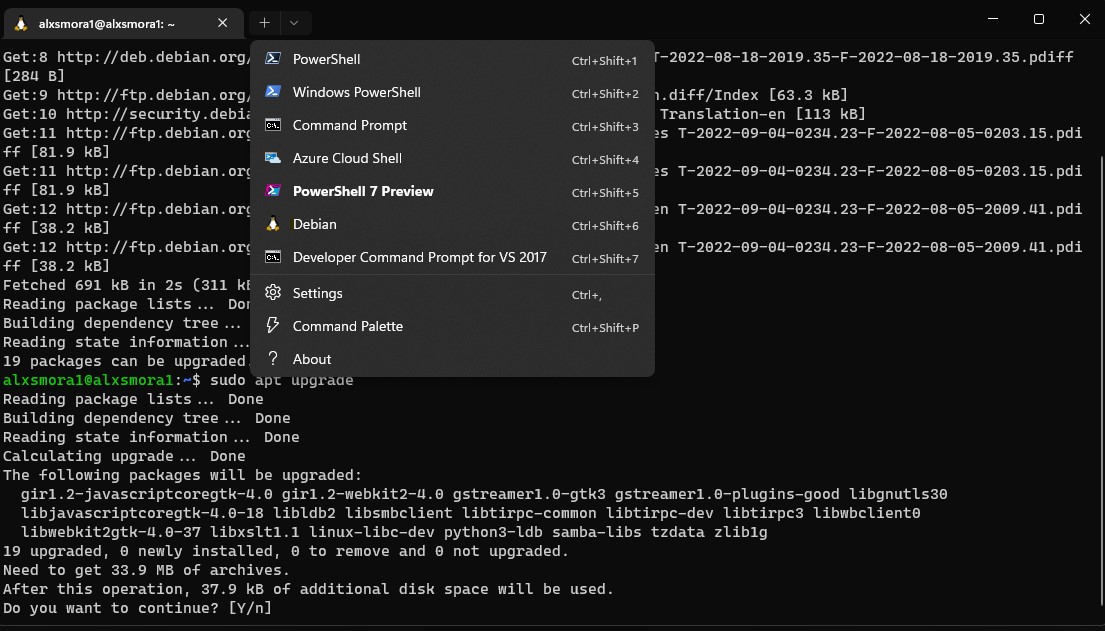 alxsmora1@alxsmora1: ~
Get:8 http://deb.debian.org/ T-2022-08-18-2019.35-F-2022-08-18-2019.35.pdiff
[284 B]
Get:9 http://ftp.debian.org/ n.diff/Index [63.3 kB]
Get:10 http://security.debia Translation-en [113 kB]
Get:11 http://ftp.debian.org es T-2022-09-04-0234.23-F-2022-08-05-0203.15.pdi
ff [81.9 kB]
Get:11 http://ftp.debian.org es T-2022-09-04-0234.23-F-2022-08-05-0203.15.pdi
ff [81.9 kB]
Get:12 http://ftp.debian.org en T-2022-09-04-0234.23-F-2022-08-05-2009.41.pdi
ff [38.2 kB]
Get:12 http://ftp.debian.org en T-2022-09-04-0234.23-F-2022-08-05-2009.41.pdi
ff [38.2 kB]
Fetched 691 kB in 2s (311 kB
Reading package lists... Don
Building dependency tree...
Reading state information...
19 packages can be upgraded.
PowerShell Ctrl+Shift+1
Windows PowerShell Ctrl+Shift+2
Command Prompt Ctrl+Shift+3
Azure Cloud Shell Ctrl+Shift+4
PowerShell 7 Preview Ctrl+Shift+5
Debian Ctrl+Shift+6
Developer Command Prompt for VS 2017 Ctrl+Shift+7
Settings Ctrl+,
Command Palette Ctrl+Shift+P
About
alxsmora1@alxsmora1:~$ sudo apt upgrade
Reading package lists... Done
Building dependency tree... Done
Reading state information... Done
Calculating upgrade... Done
The following packages will be upgraded:
gir1.2-javascriptcoregtk-4.0 gir1.2-webkit2-4.0 gstreamer1.0-gtk3 gstreamer1.0-plugins-good libgnutls30
libjavascriptcoregtk-4.0-18 libldb2 libsmbclient libtirpc-common libtirpc-dev libtirpc3 libwbclient0
libwebkit2gtk-4.0-37 libxslt1.1 linux-libc-dev python3-ldb samba-libs tzdata zlib1g
19 upgraded, 0 newly installed, 0 to remove and 0 not upgraded.
Need to get 33.9 MB of archives.
After this operation, 37.9 kB of additional disk space will be used.
Do you want to continue? [Y/n]